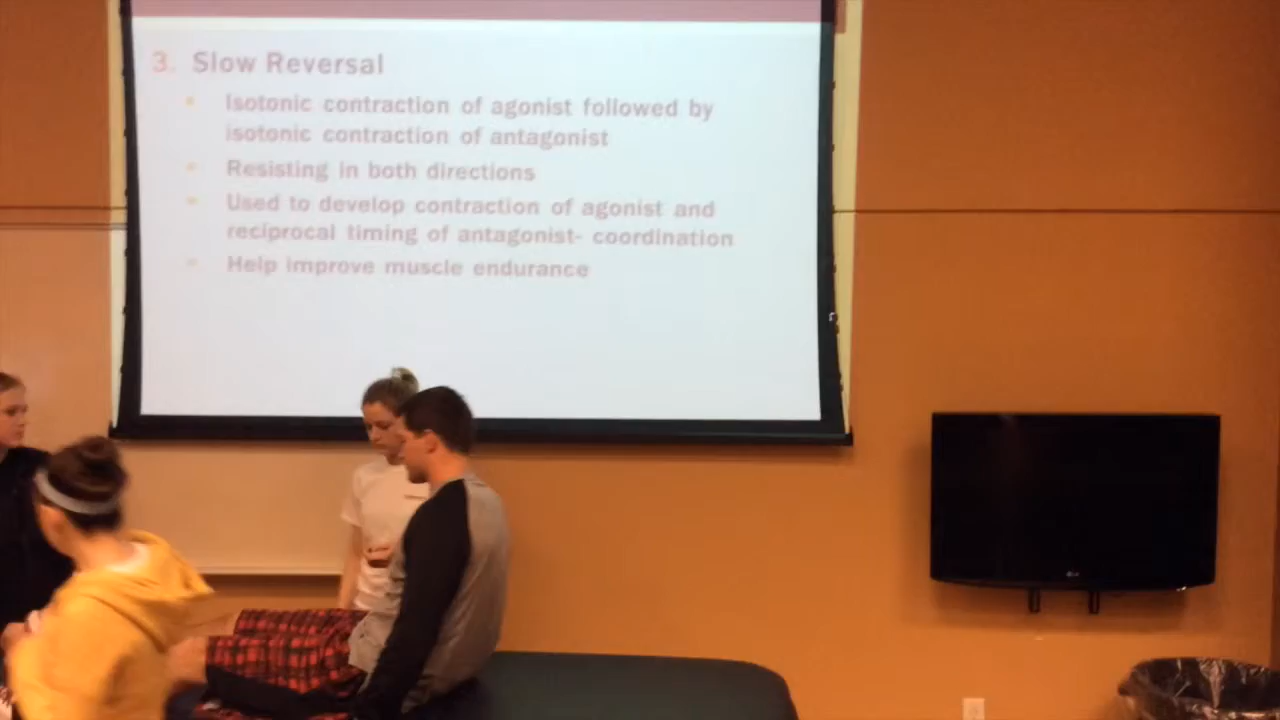 3. Slow Reversal
Isotonic contraction of agonist followed by
isotonic contraction of antagonist
Resisting in both directions
Used to develop contraction of agonist and
reciprocal timing of antagonist- coordination
Help improve muscle endurance
LG